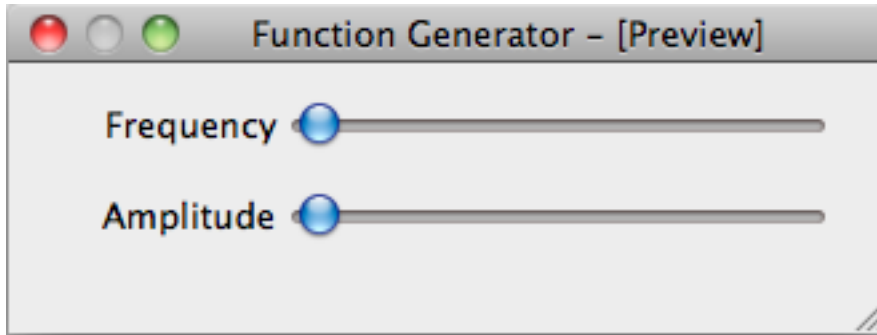 Function Generator – [Preview]
Frequency
Amplitude